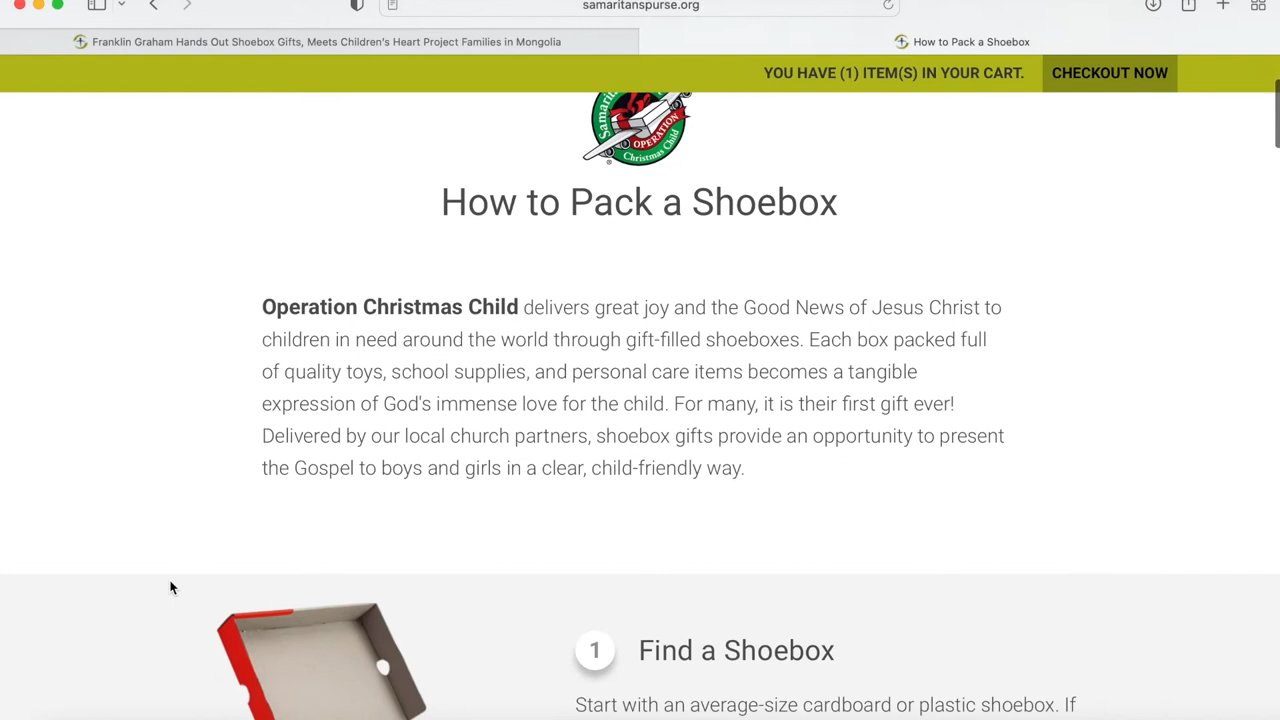 samaritanspurse.org
Franklin Graham Hands Out Shoebox Gifts, Meets Children's Heart Project Families in Mongolia
How to Pack a Shoebox
YOU HAVE (1) ITEM(S) IN YOUR CART.
CHECKOUT NOW
OPERATION
Christmas Child
®
How to Pack a Shoebox
Operation Christmas Child delivers great joy and the Good News of Jesus Christ to
children in need around the world through gift-filled shoeboxes. Each box packed full
of quality toys, school supplies, and personal care items becomes a tangible
expression of God's immense love for the child. For many, it is their first gift ever!
Delivered by our local church partners, shoebox gifts provide an opportunity to present
the Gospel to boys and girls in a clear, child-friendly way.
1
Find a Shoebox
Start with an average-size cardboard or plastic shoebox. If